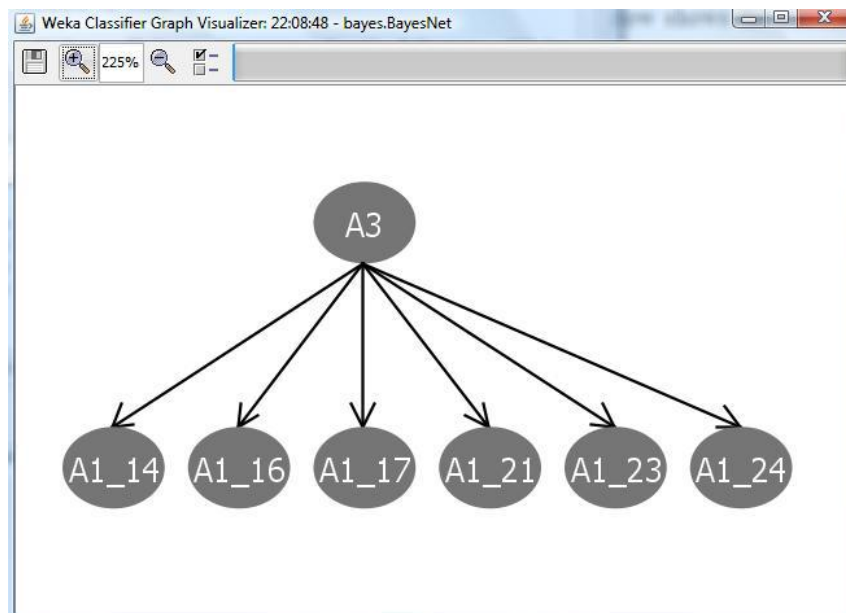 Weka Classifier Graph Visualizer: 22:08:48 - bayes.BayesNet
225%
A3
A1_14 A1_16 A1_17 A1_21 A1_23 A1_24